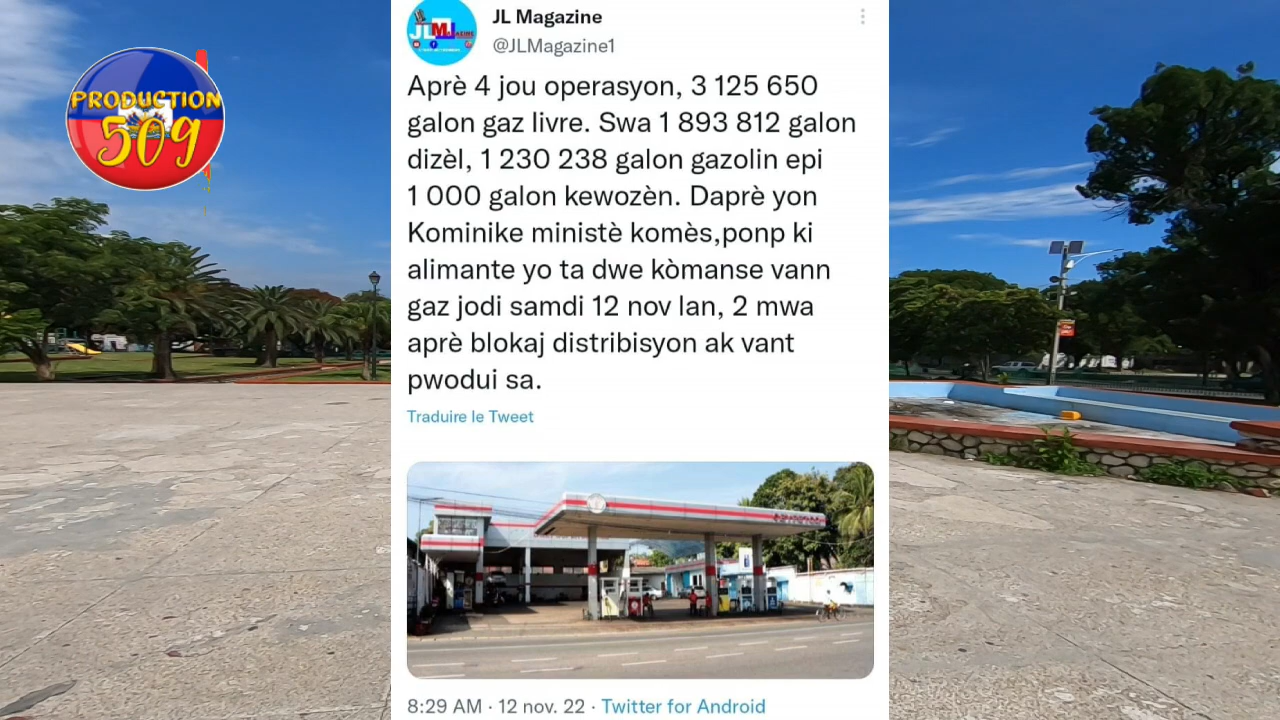 PRODUCTION
509
JL Magazine
@JLMagazine1
Aprè 4 jou operasyon, 3 125 650
galon gaz livre. Swa 1 893 812 galon
dizèl, 1 230 238 galon gazolin epi
1 000 galon kewozèn. Daprè yon
Kominike ministè komès,ponp ki
alimante yo ta dwe kòmanse vann
gaz jodi samdi 12 nov lan, 2 mwa
aprè blokaj distribisyon ak vant
pwodui sa.
Traduire le Tweet
8:29 AM · 12 nov. 22 · Twitter for Android